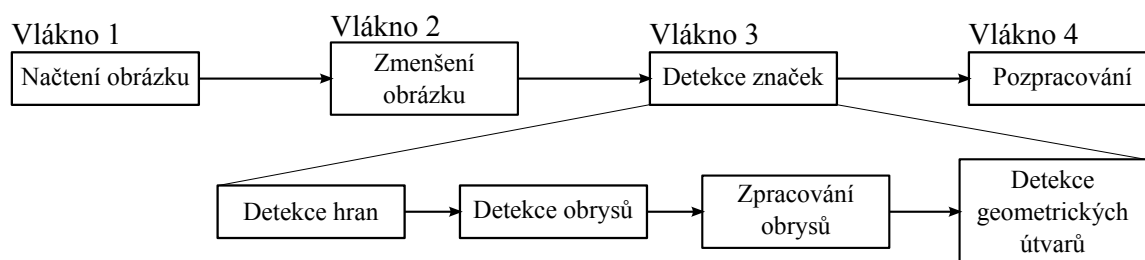 Vlákno 1
Načtení obrázku
Vlákno 2
Zmenšení
obrázku
Vlákno 3
Detekce značek
Vlákno 4
Pozpracování
Detekce hran
Detekce obrysů
Zpracování
obrysů
Detekce
geometrických
útvarů